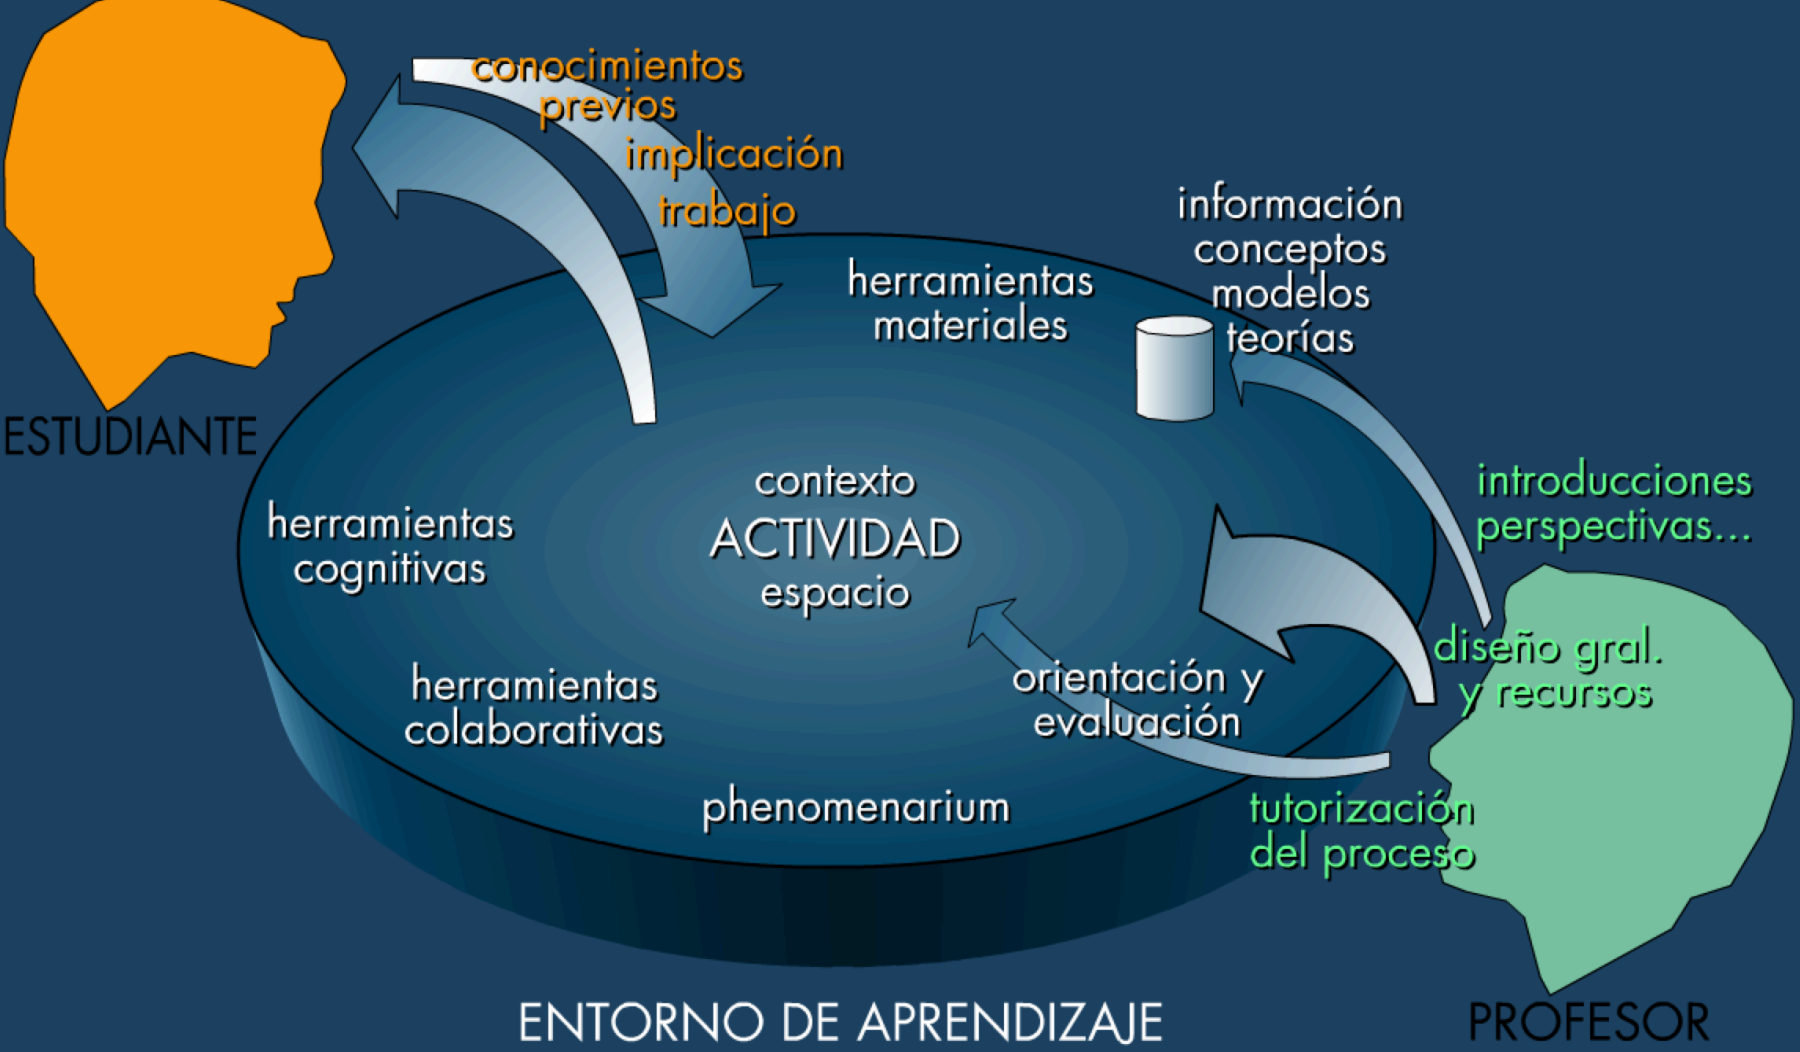 conocimientos
previos
implicación
trabajo
ESTUDIANTE
información
conceptos
modelos
teorías
herramientas
materiales
contexto
ACTIVIDAD
espacio
herramientas
cognitivas
herramientas
colaborativas
phenomenarium
orientación y
evaluación
introducciones
perspectivas...
diseño gral.
y recursos
tutorización
del proceso
ENTORNO DE APRENDIZAJE
PROFESOR